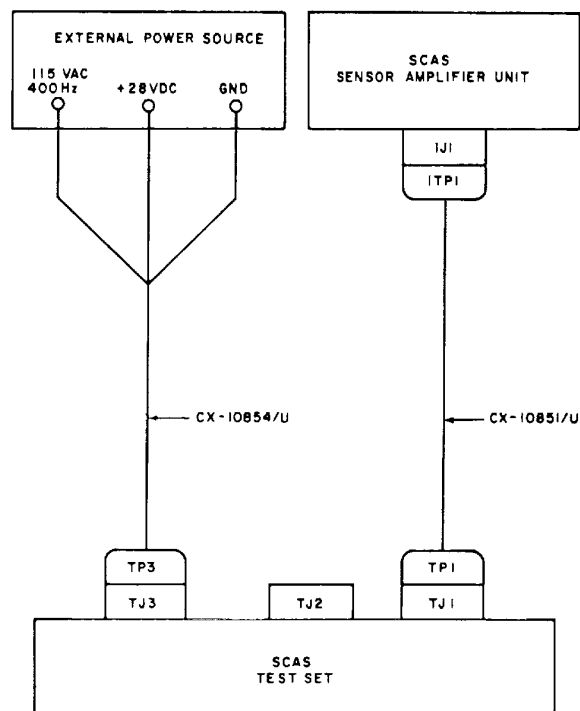 EXTERNAL POWER SOURCE
115 VAC
400Hz
+28VDC
GND
SCAS
SENSOR AMPLIFIER UNIT
1J1
1TP1
CX-10854/U
CX-10851/U
TP3
TJ3
TJ2
TP1
TJ1
SCAS
TEST SET